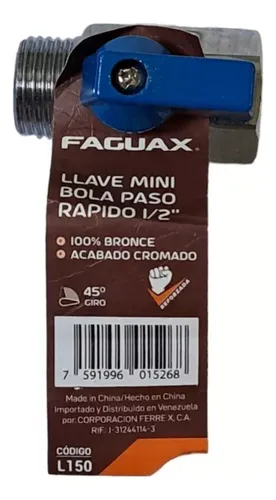 FAGUAX
LLAVE MINI
BOLA PASO
RAPIDO 1/2"
100% BRONCE
ACABADO CROMADO
45º
GIRO
REFORZADA
7 591996 015268
Made in China/Hecho en China
Importado y Distribuido en Venezuela
por: CORPORACION FERRE X, C.A.
RIF: J-31244114-3
CÓDIGO
L150